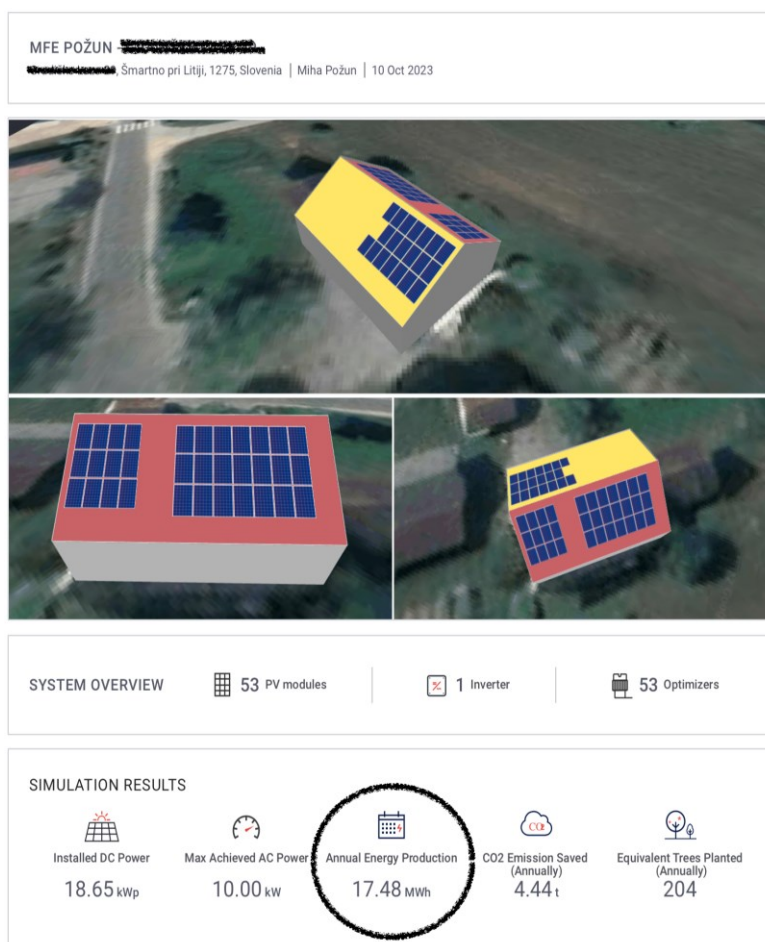 MFE POŽUN -
, Šmartno pri Litiji, 1275, Slovenia | Miha Požun | 10 Oct 2023
SYSTEM OVERVIEW
53 PV modules
1 Inverter
53 Optimizers
SIMULATION RESULTS
CO2
Installed DC Power
Max Achieved AC Power
Annual Energy Production
CO2 Emission Saved
(Annually)
Equivalent Trees Planted
(Annually)
18.65 kWp
10.00 kW
17.48 MWh
4.44 t
204